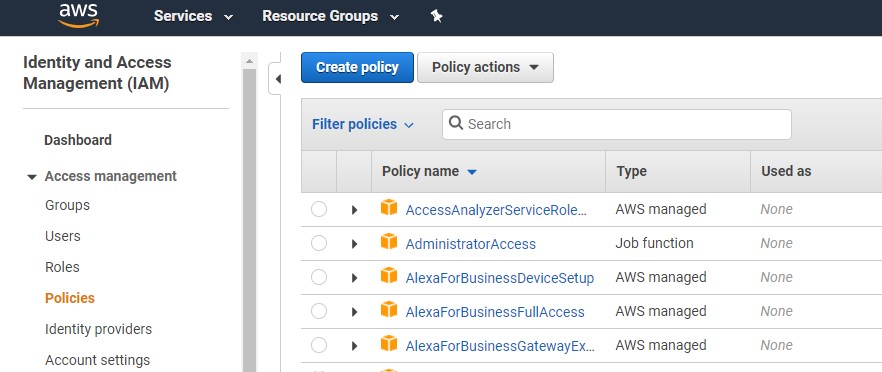 aws
Services
Resource Groups
Identity and Access
Management (IAM)
Dashboard
Access management
Groups
Users
Roles
Policies
Identity providers
Account settings
Create policy
Policy actions
Filter policies
Search
Policy name Type Used as
AccessAnalyzerServiceRole... AWS managed None
AdministratorAccess Job function None
AlexaForBusinessDeviceSetup AWS managed None
AlexaForBusinessFullAccess AWS managed None
AlexaForBusinessGatewayEx... AWS managed None